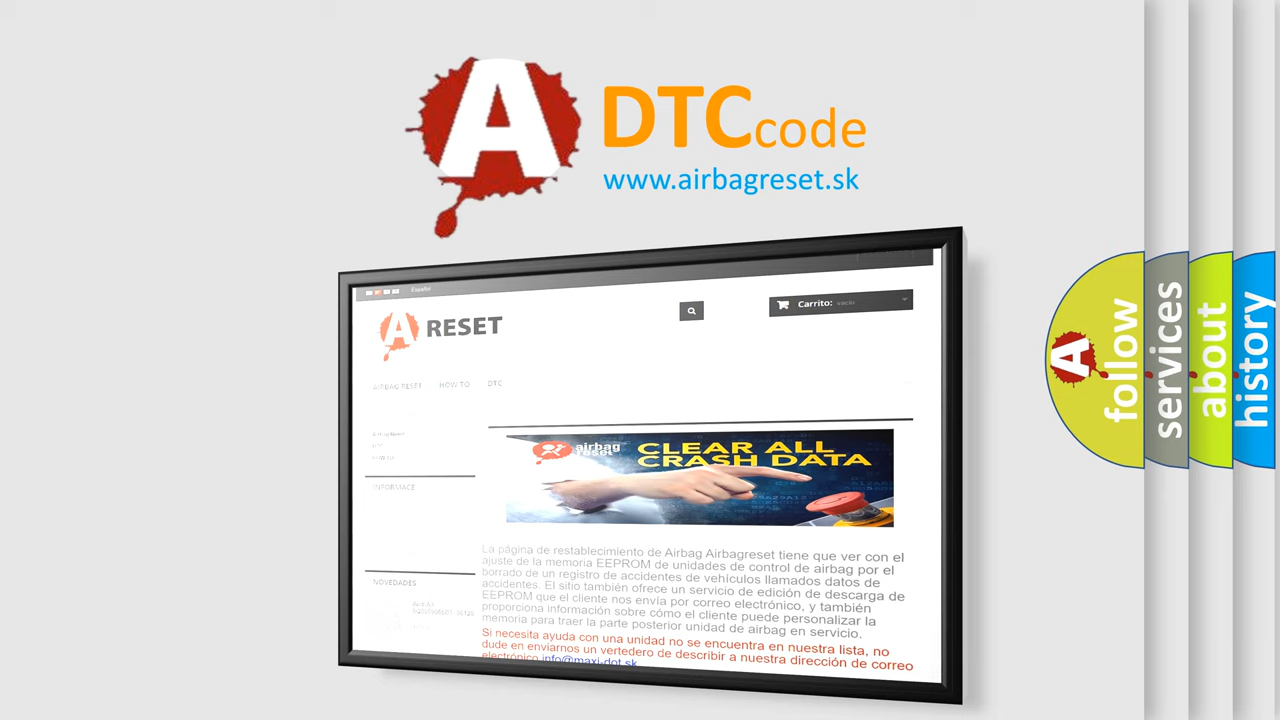 A
DTCcode
www.airbagreset.sk
Español
A RESET
Carrito: vacío
AIRBAG RESET HOW TO DTC
HOW TO
INFORMACE
NOVEDADES
airbag
reset
CLEAR ALL
CRASH DATA
La página de restablecimiento de Airbag Airbagreset tiene que ver con el
ajuste de la memoria EEPROM de unidades de control de airbag por el
borrado de un registro de accidentes de vehículos llamados datos de
accidentes. El sitio también ofrece un servicio de edición de descarga de
EEPROM que el cliente nos envía por correo electrónico, y también
proporciona información sobre cómo el cliente puede personalizar la
memoria para traer la parte posterior unidad de airbag en servicio.
Si necesita ayuda con una unidad no se encuentra en nuestra lista, no
dude en enviarnos un vertedero de describir a nuestra dirección de correo
electrónico info@maxi-dot.sk
A
follow
services
about
history